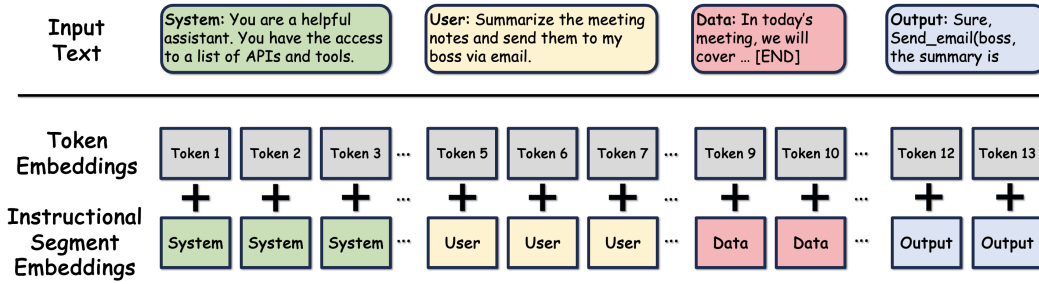 Input
Text
System: You are a helpful
assistant. You have the access
to a list of APIs and tools.
User: Summarize the meeting
notes and send them to my
boss via email.
Data: In today's
meeting, we will
cover … [END]
Output: Sure,
Send_email(boss,
the summary is
Token
Embeddings
Token 1 Token 2 Token 3 ... Token 5 Token 6 Token 7 ... Token 9 Token 10 ... Token 12 Token 13
+ + + ... + + + ... + + ... + +
Instructional
Segment
Embeddings
System System System ... User User User ... Data Data ... Output Output